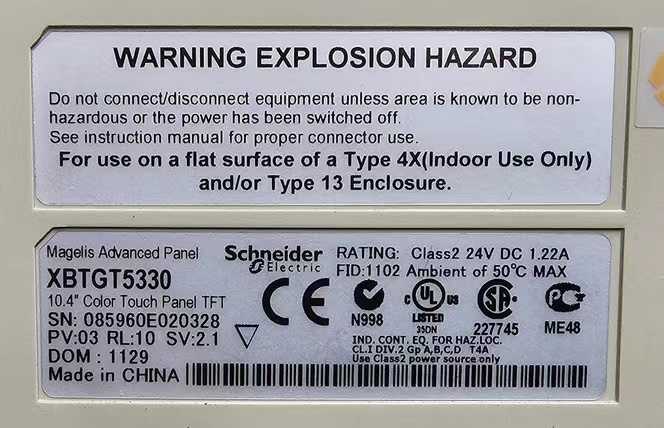 WARNING EXPLOSION HAZARD
Do not connect/disconnect equipment unless area is known to be non-
hazardous or the power has been switched off.
See instruction manual for proper connector use.
For use on a flat surface of a Type 4X(Indoor Use Only)
and/or Type 13 Enclosure.
Magelis Advanced Panel
XBTGT5330
10.4" Color Touch Panel TFT
SN: 085960E020328
PV:03 RL:10 SV:2.1
DOM : 1129
Made in CHINA
Schneider
Electric
RATING: Class2 24V DC 1.22A
FID:1102 Ambient of 50°C MAX
CE
N998
C UL US
LISTED
35DN
SA
227745
PC
ME48
IND. CONT. EQ. FOR HAZ.LOC.
CL.I DIV.2 Gp A,B,C,D T4A
Use Class2 power source only